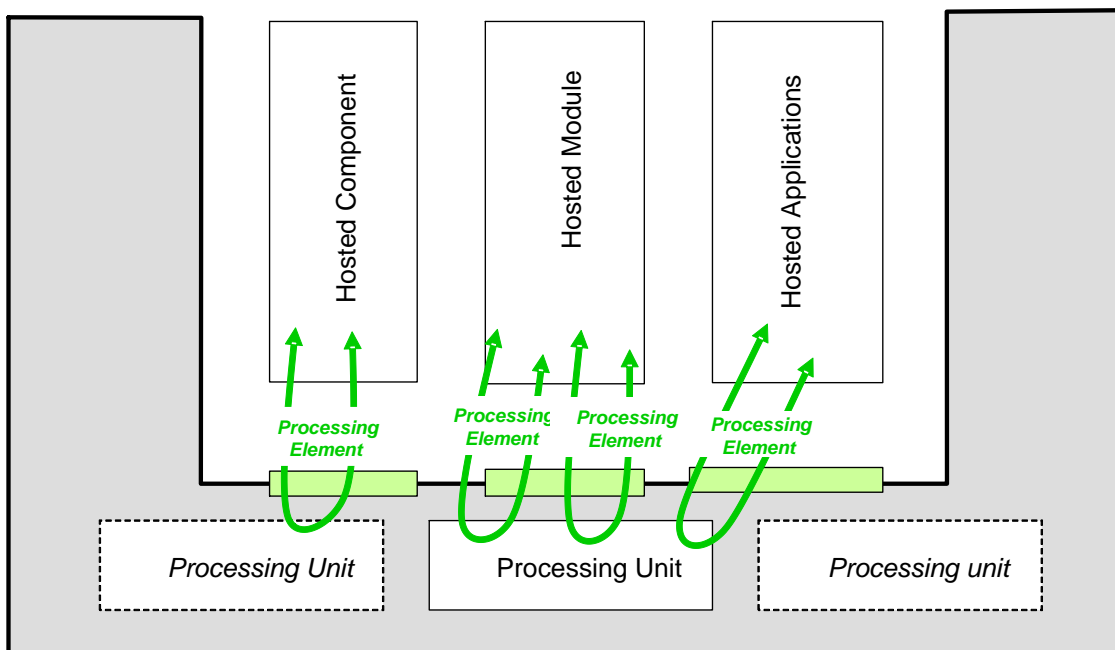 Hosted Component
Hosted Module
Hosted Applications
Processing
Element
Processing
Element
Processing
Element
Processing
Element
Processing Unit
Processing Unit
Processing unit